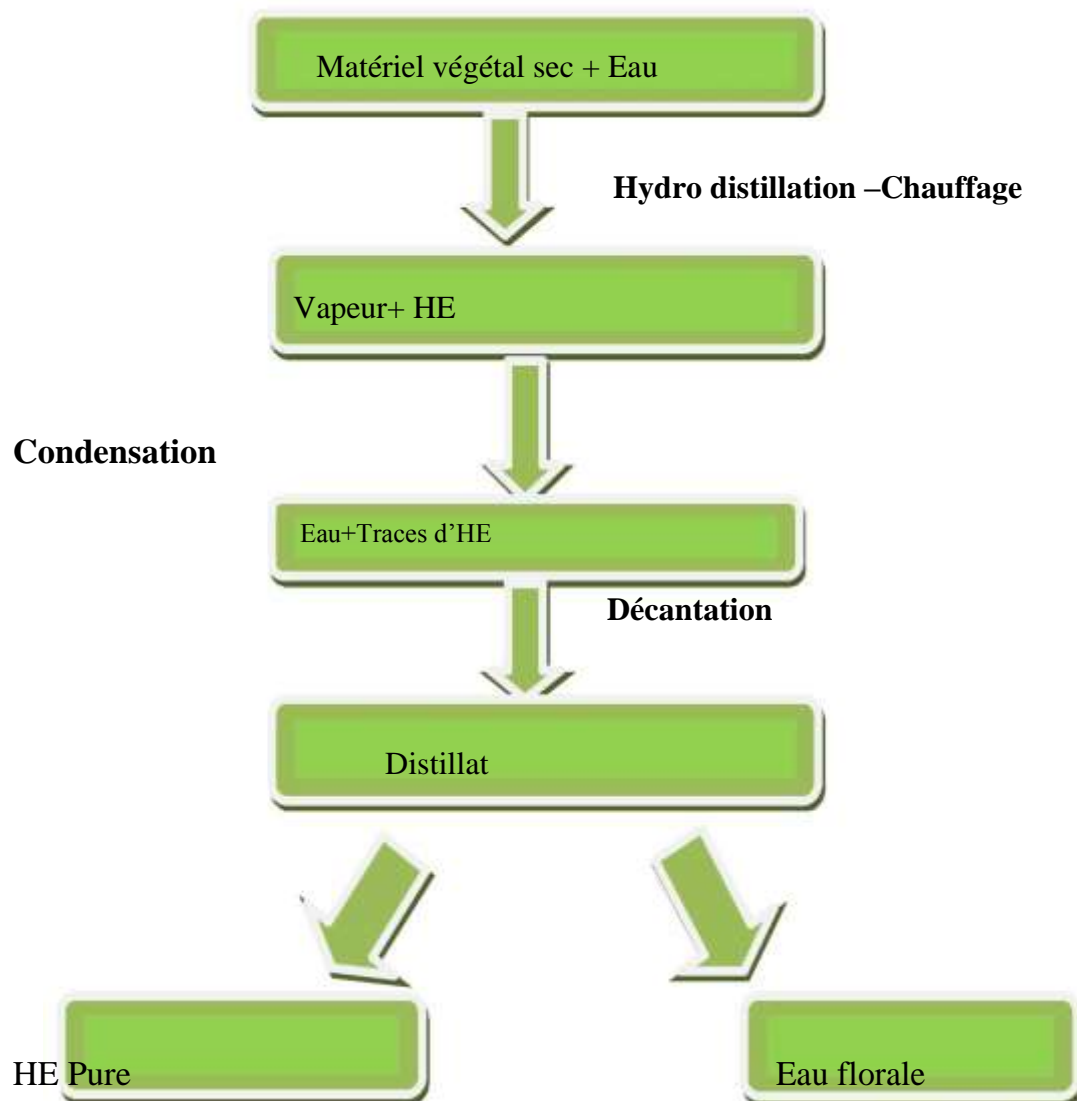 Matériel végétal sec + Eau
Hydro distillation –Chauffage
Vapeur+ HE
Condensation
Eau+Traces d’HE
Décantation
Distillat
HE Pure
Eau florale